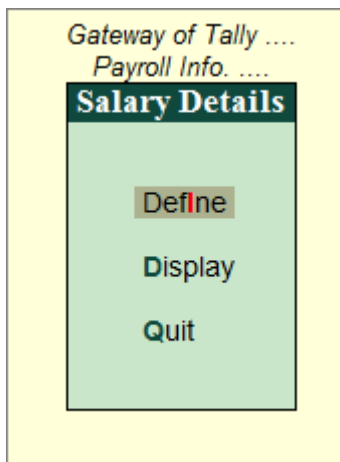 Gateway of Tally ....
Payroll Info. ....
Salary Details
DefIne
Display
Quit